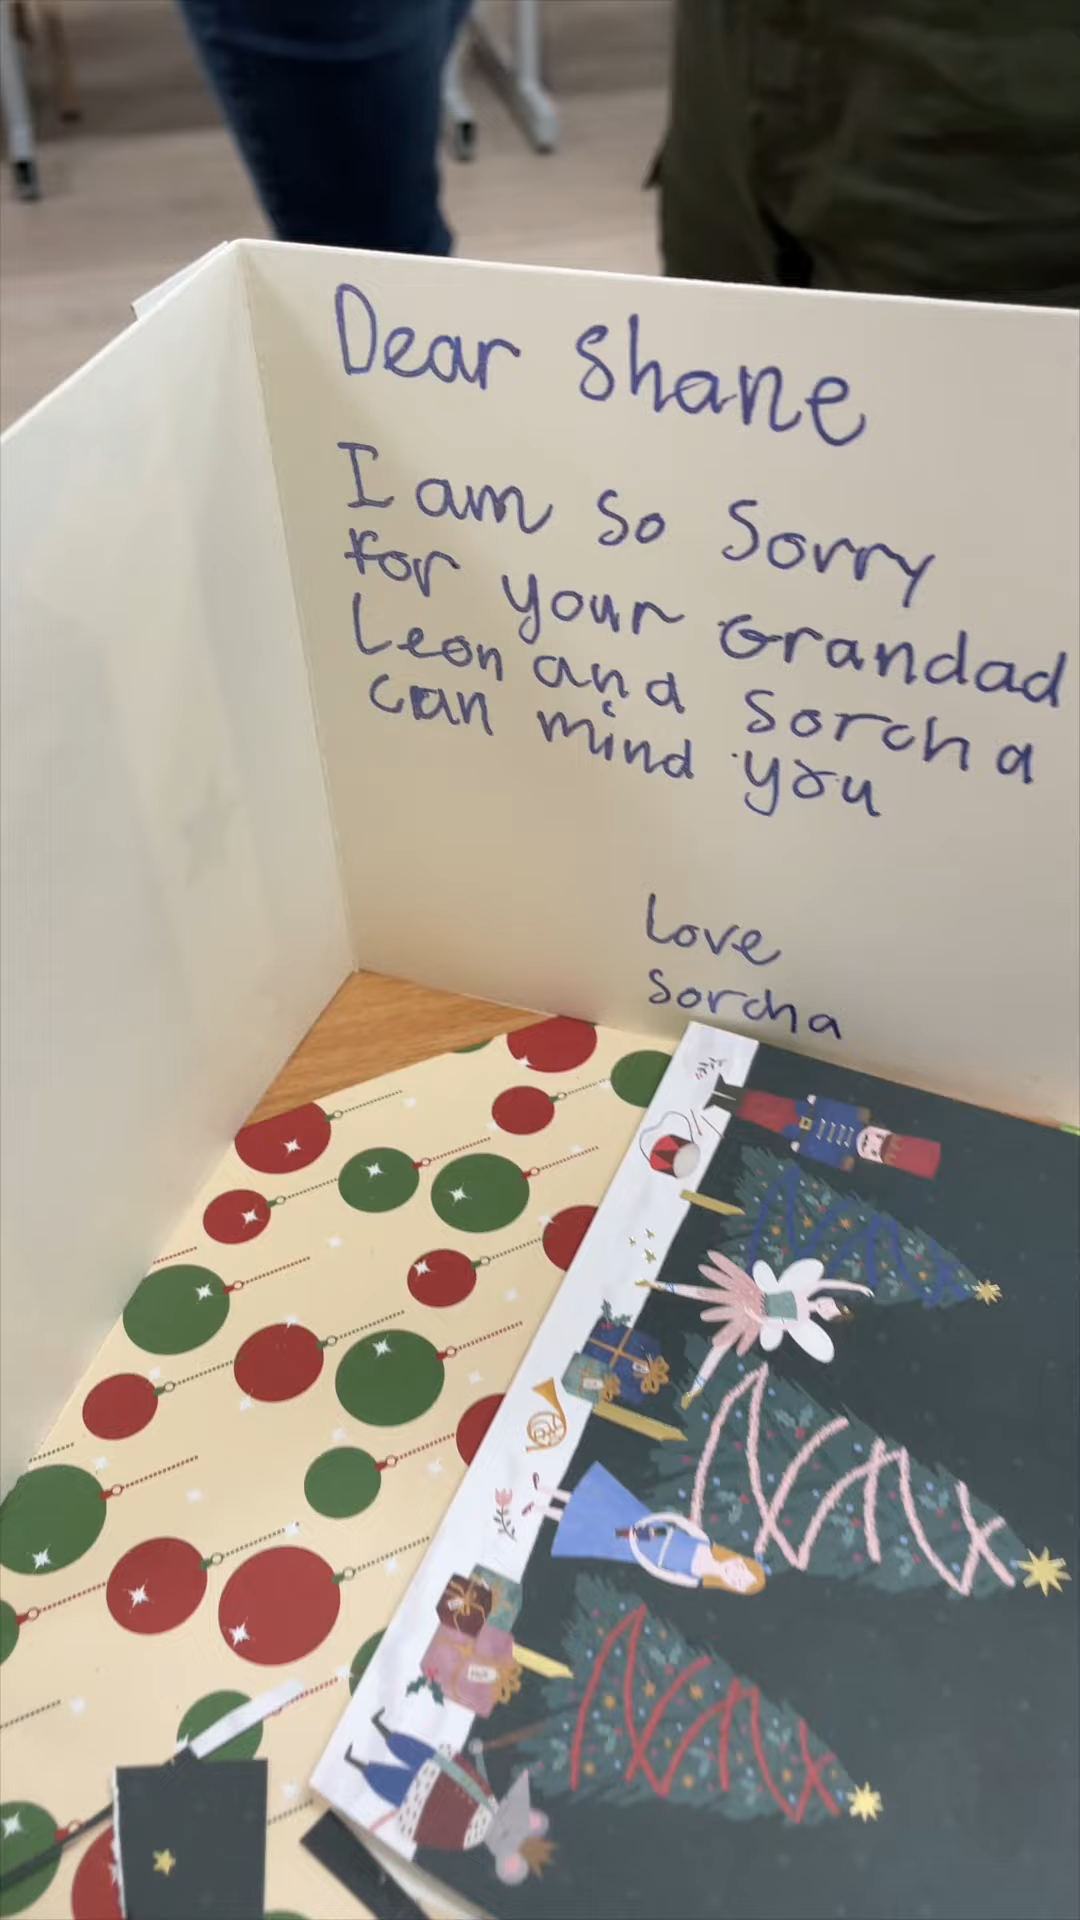 Dear Shane
I am so Sorry
for your Grandad
Leon and Sorcha
can mind you
Love
Sorcha